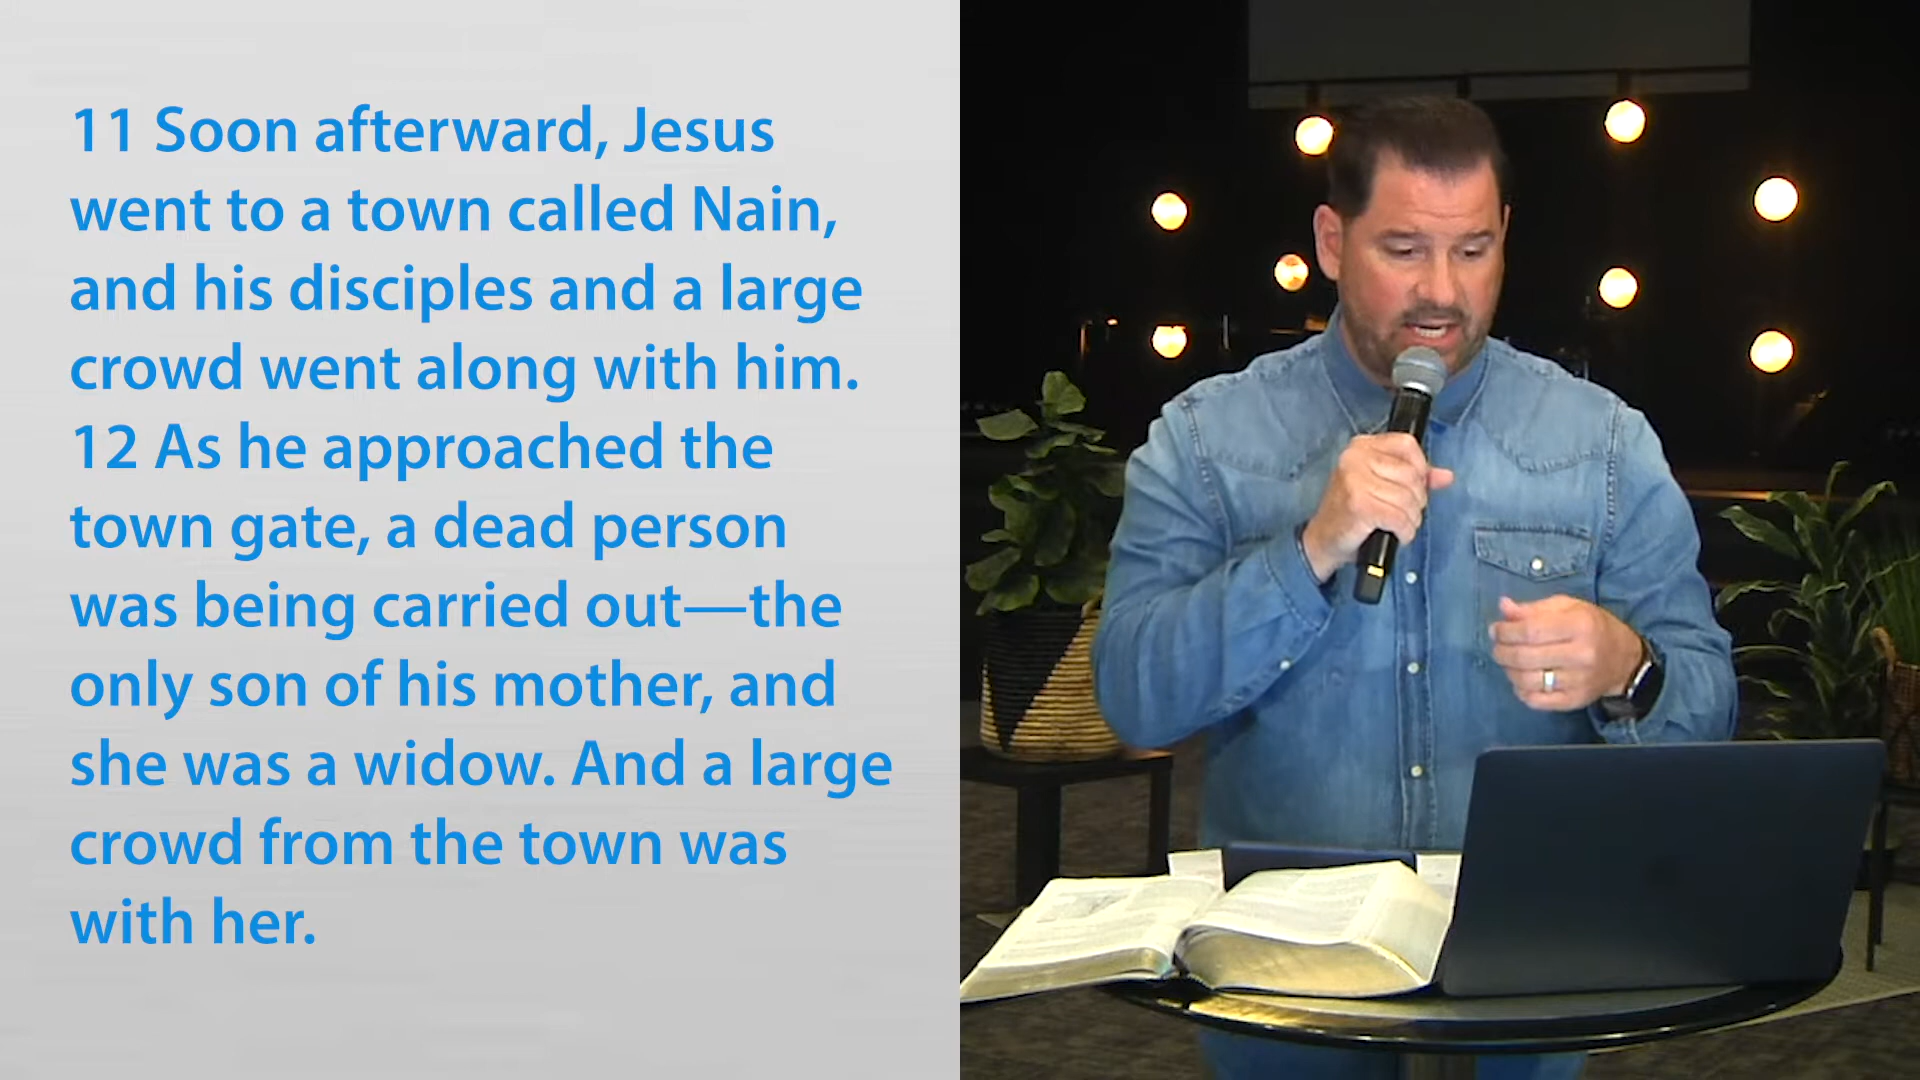 11 Soon afterward, Jesus
went to a town called Nain,
and his disciples and a large
crowd went along with him.
12 As he approached the
town gate, a dead person
was being carried out—the
only son of his mother, and
she was a widow. And a large
crowd from the town was
with her.